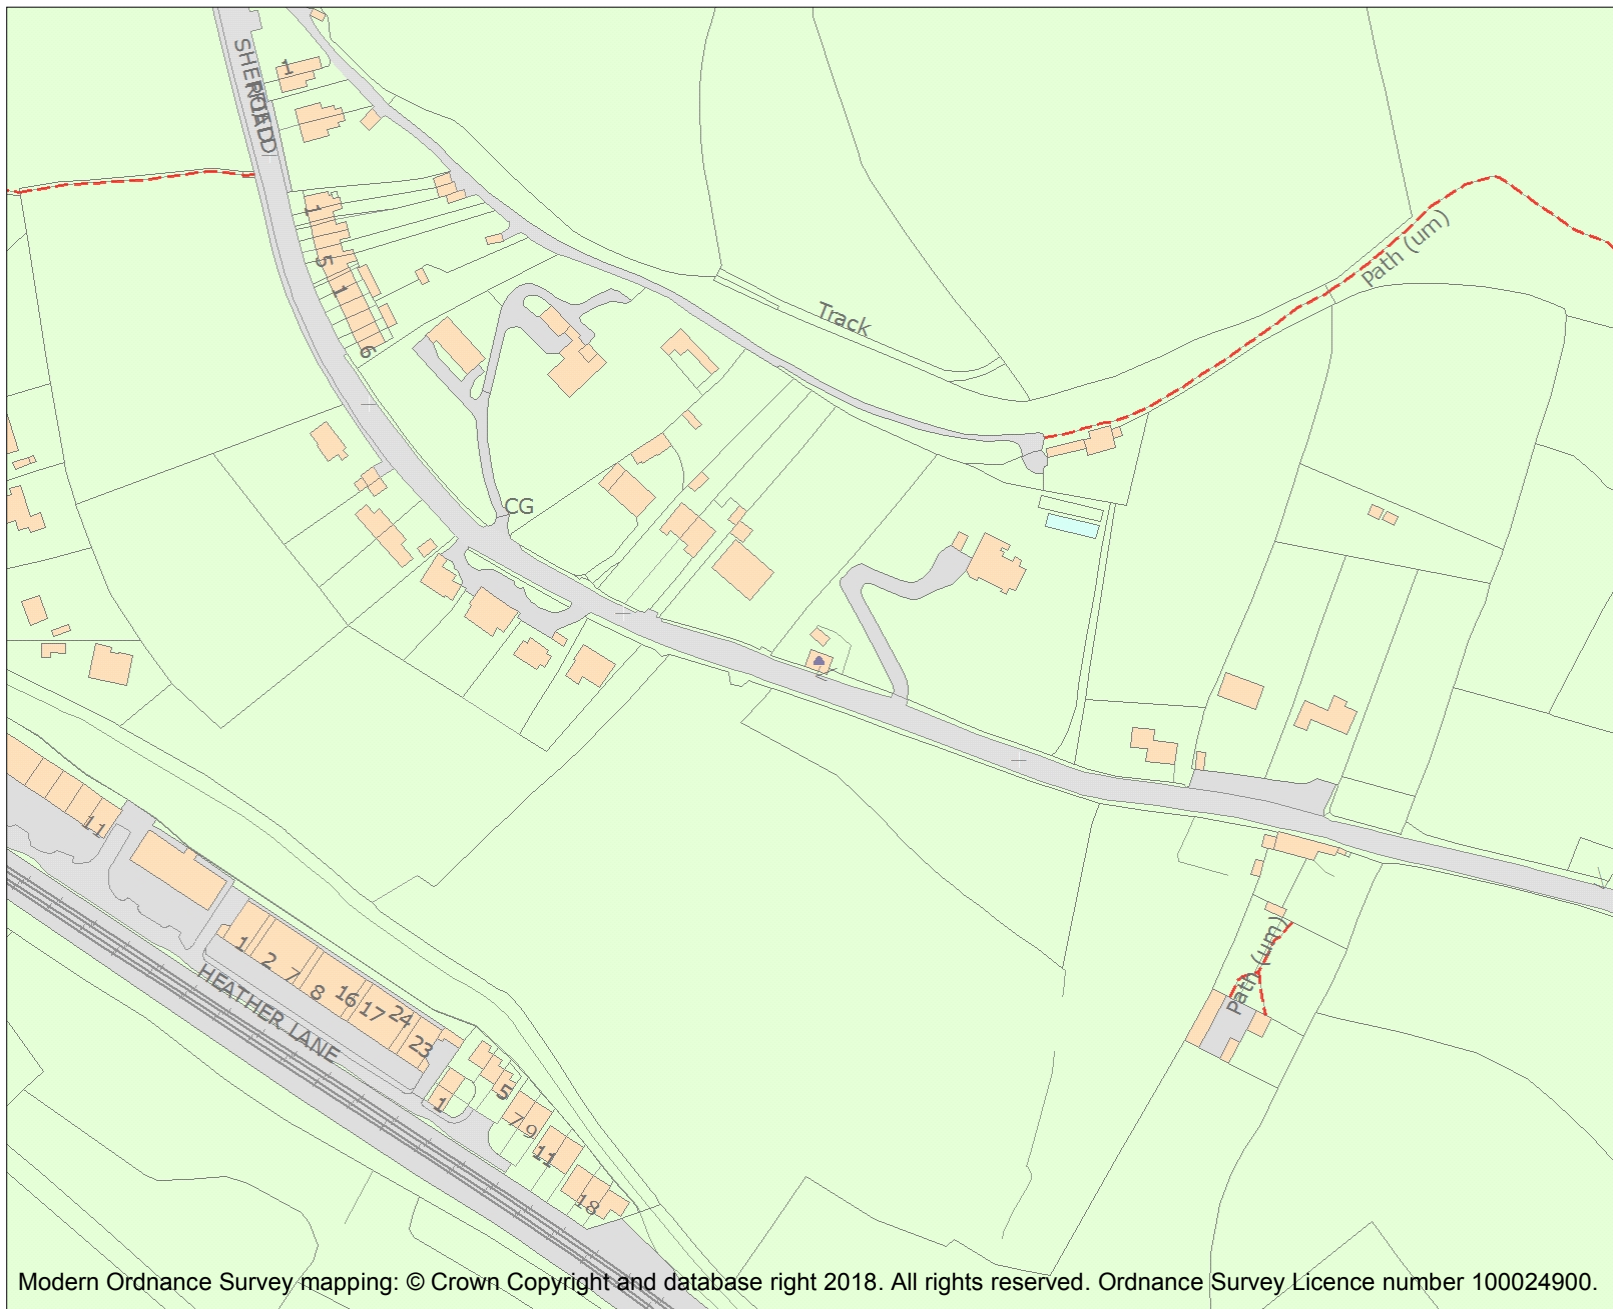 1
ROAD
1
5
1
6
Track
Path (um)
CG
11
1
2
7
8
16
17
24
23
HEATHER LANE
1
5
7
9
11
18
Path (um)
Modern Ordnance Survey mapping: © Crown Copyright and database right 2018. All rights reserved. Ordnance Survey Licence number 100024900.